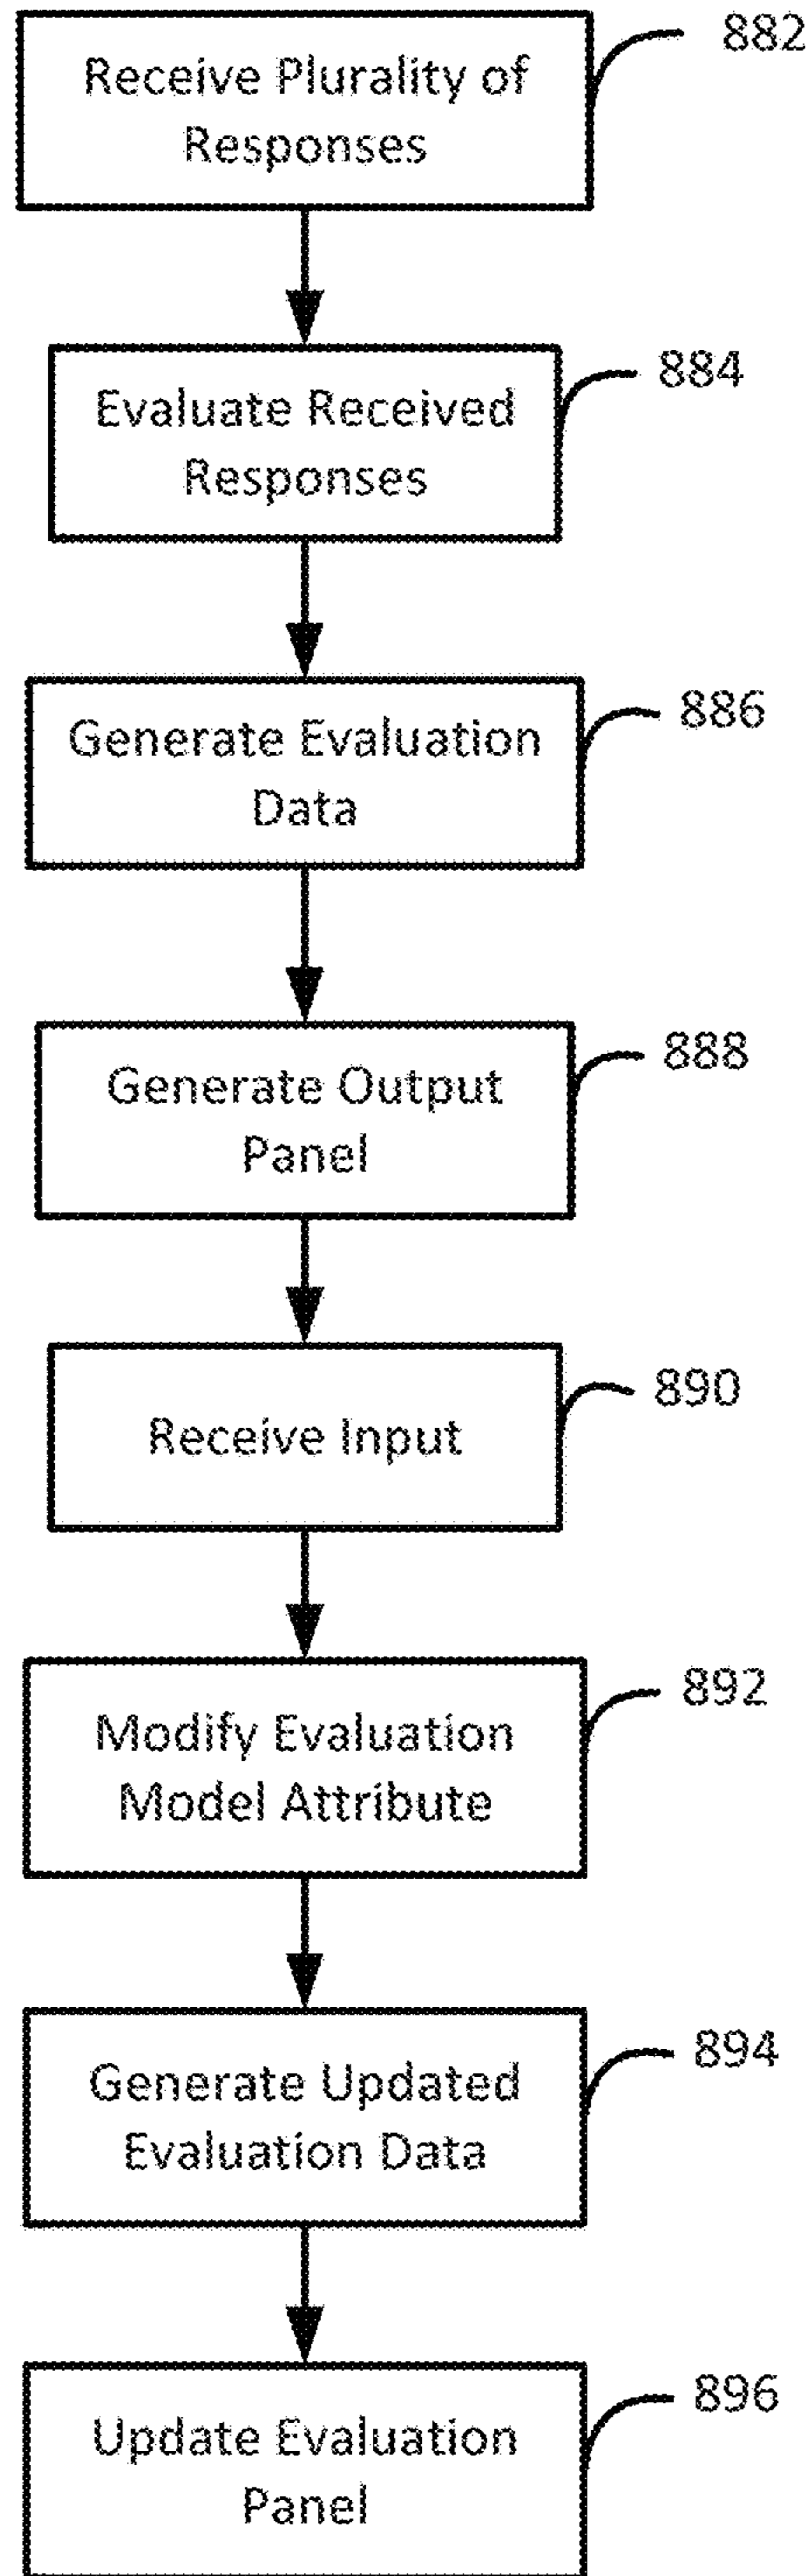 882
Receive Plurality of
Responses
884
Evaluate Received
Responses
886
Generate Evaluation
Data
888
Generate Output
Panel
890
Receive Input
892
Modify Evaluation
Model Attribute
894
Generate Updated
Evaluation Data
896
Update Evaluation
Panel